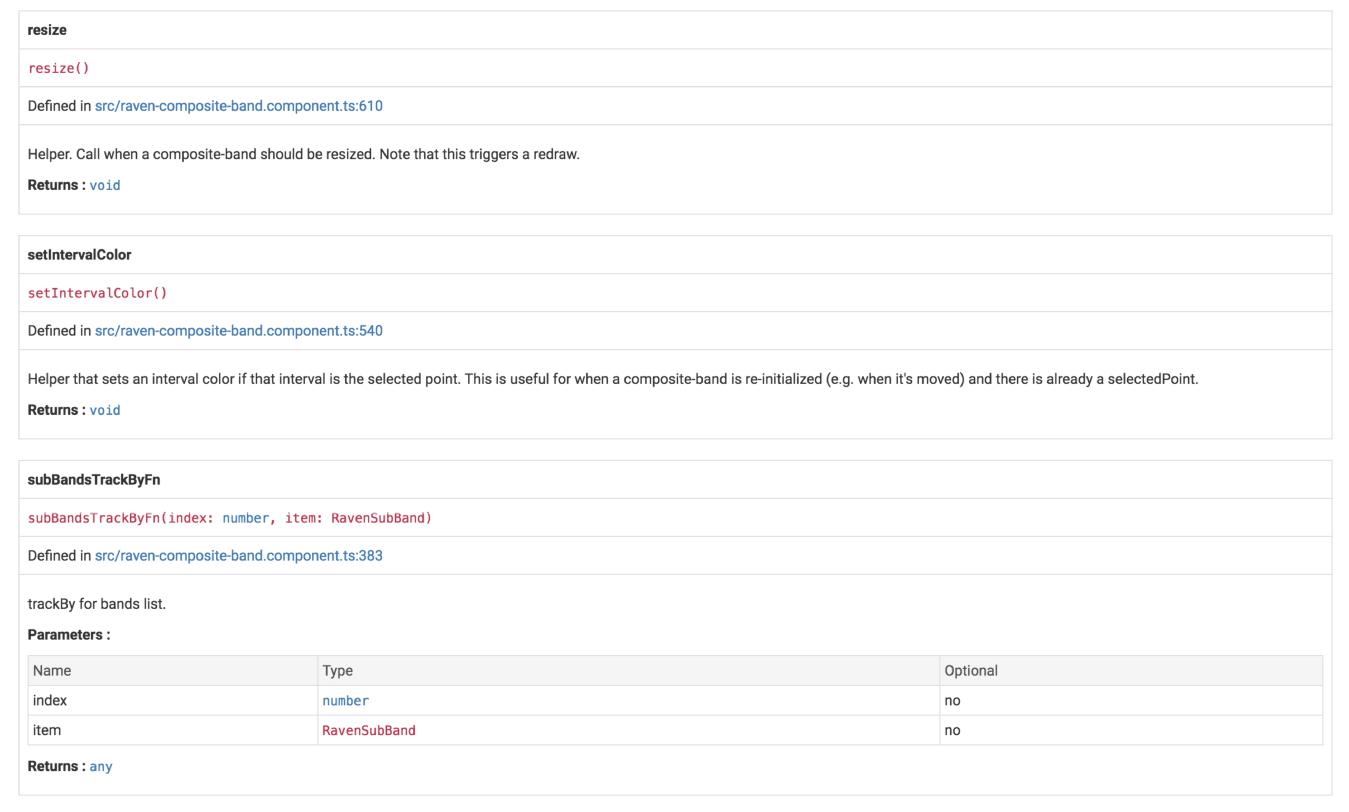 resize
resize()
Defined in src/raven-composite-band.component.ts:610
Helper. Call when a composite-band should be resized. Note that this triggers a redraw.
Returns : void
setIntervalColor
setIntervalColor()
Defined in src/raven-composite-band.component.ts:540
Helper that sets an interval color if that interval is the selected point. This is useful for when a composite-band is re-initialized (e.g. when it's moved) and there is already a selectedPoint.
Returns : void
subBandsTrackByFn
subBandsTrackByFn(index: number, item: RavenSubBand)
Defined in src/raven-composite-band.component.ts:383
trackBy for bands list.
Parameters :
Name Type Optional
index number no
item RavenSubBand no
Returns : any